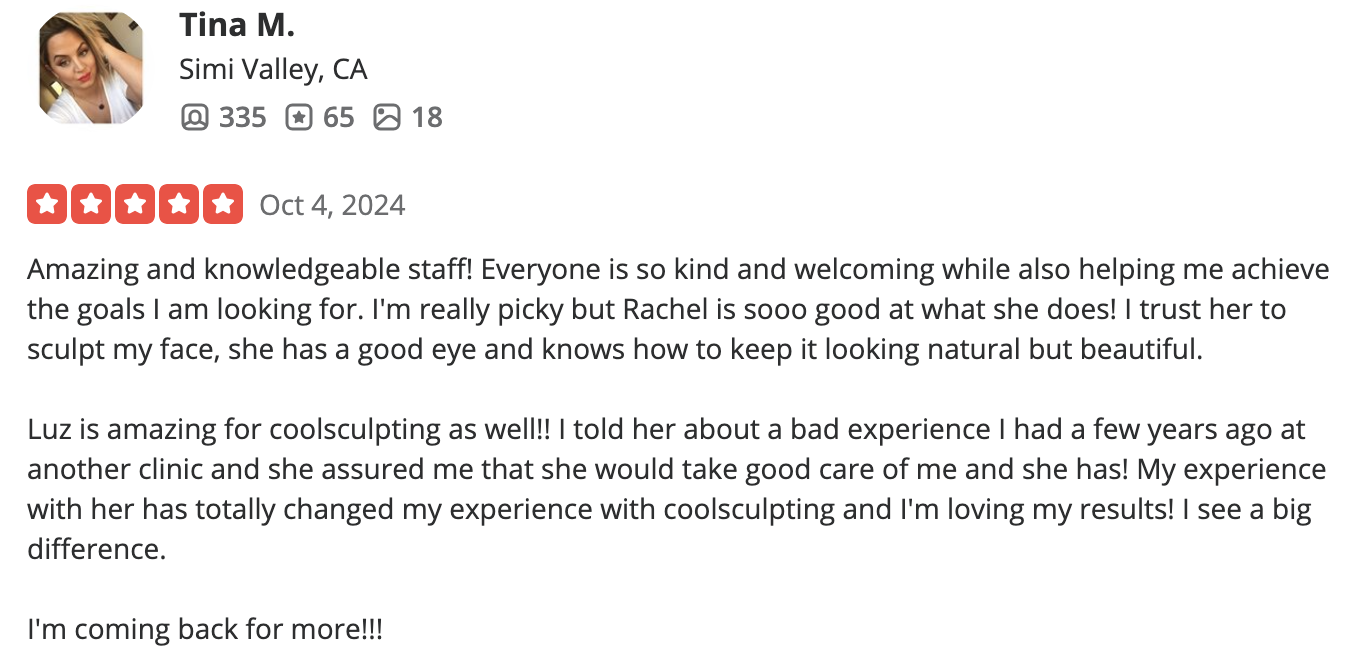 Tina M.
Simi Valley, CA
335 65 18
Oct 4, 2024
Amazing and knowledgeable staff! Everyone is so kind and welcoming while also helping me achieve
the goals I am looking for. I'm really picky but Rachel is sooo good at what she does! I trust her to
sculpt my face, she has a good eye and knows how to keep it looking natural but beautiful.
Luz is amazing for coolsculpting as well!! I told her about a bad experience I had a few years ago at
another clinic and she assured me that she would take good care of me and she has! My experience
with her has totally changed my experience with coolsculpting and I'm loving my results! I see a big
difference.
I'm coming back for more!!!